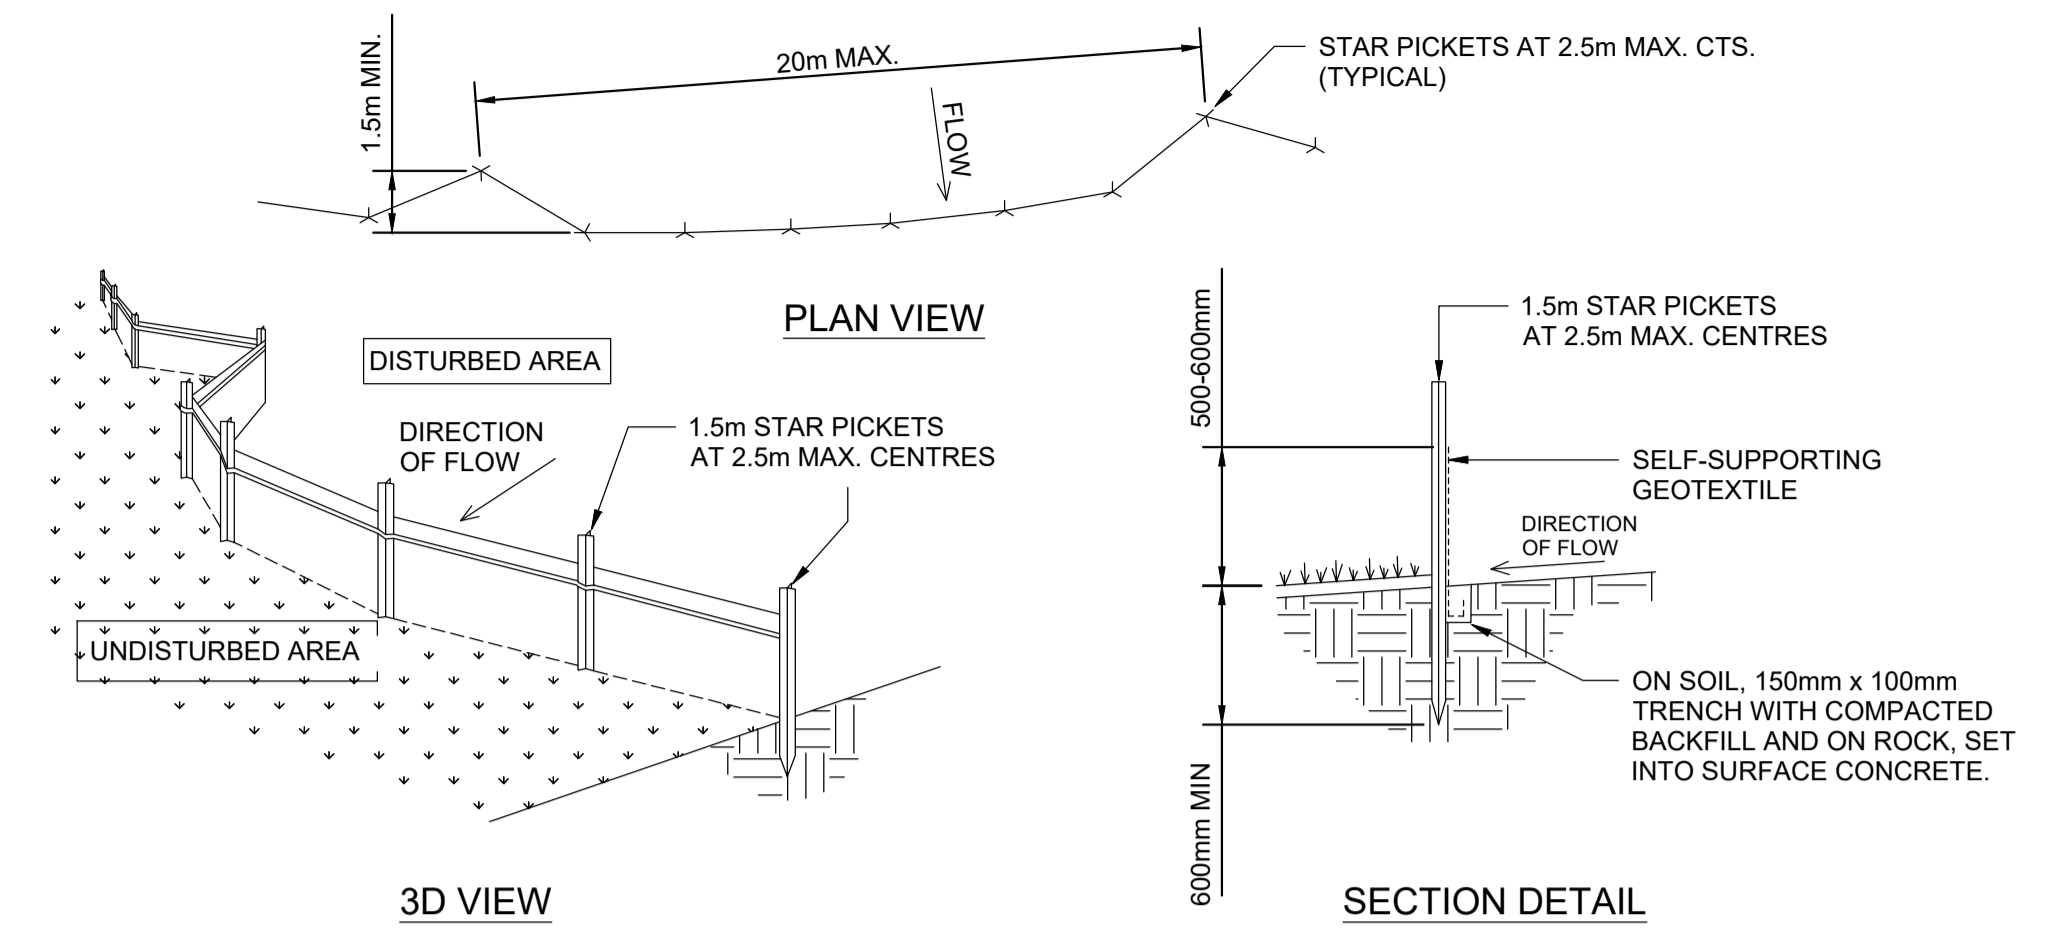 1.5m MIN.
20m MAX.
FLOW
STAR PICKETS AT 2.5m MAX. CTS.
(TYPICAL)
PLAN VIEW
DISTURBED AREA
DIRECTION
OF FLOW
1.5m STAR PICKETS
AT 2.5m MAX. CENTRES
UNDISTURBED AREA
3D VIEW
500-600mm
1.5m STAR PICKETS
AT 2.5m MAX. CENTRES
SELF-SUPPORTING
GEOTEXTILE
DIRECTION
OF FLOW
ON SOIL, 150mm x 100mm
TRENCH WITH COMPACTED
BACKFILL AND ON ROCK, SET
INTO SURFACE CONCRETE.
600mm MIN
SECTION DETAIL